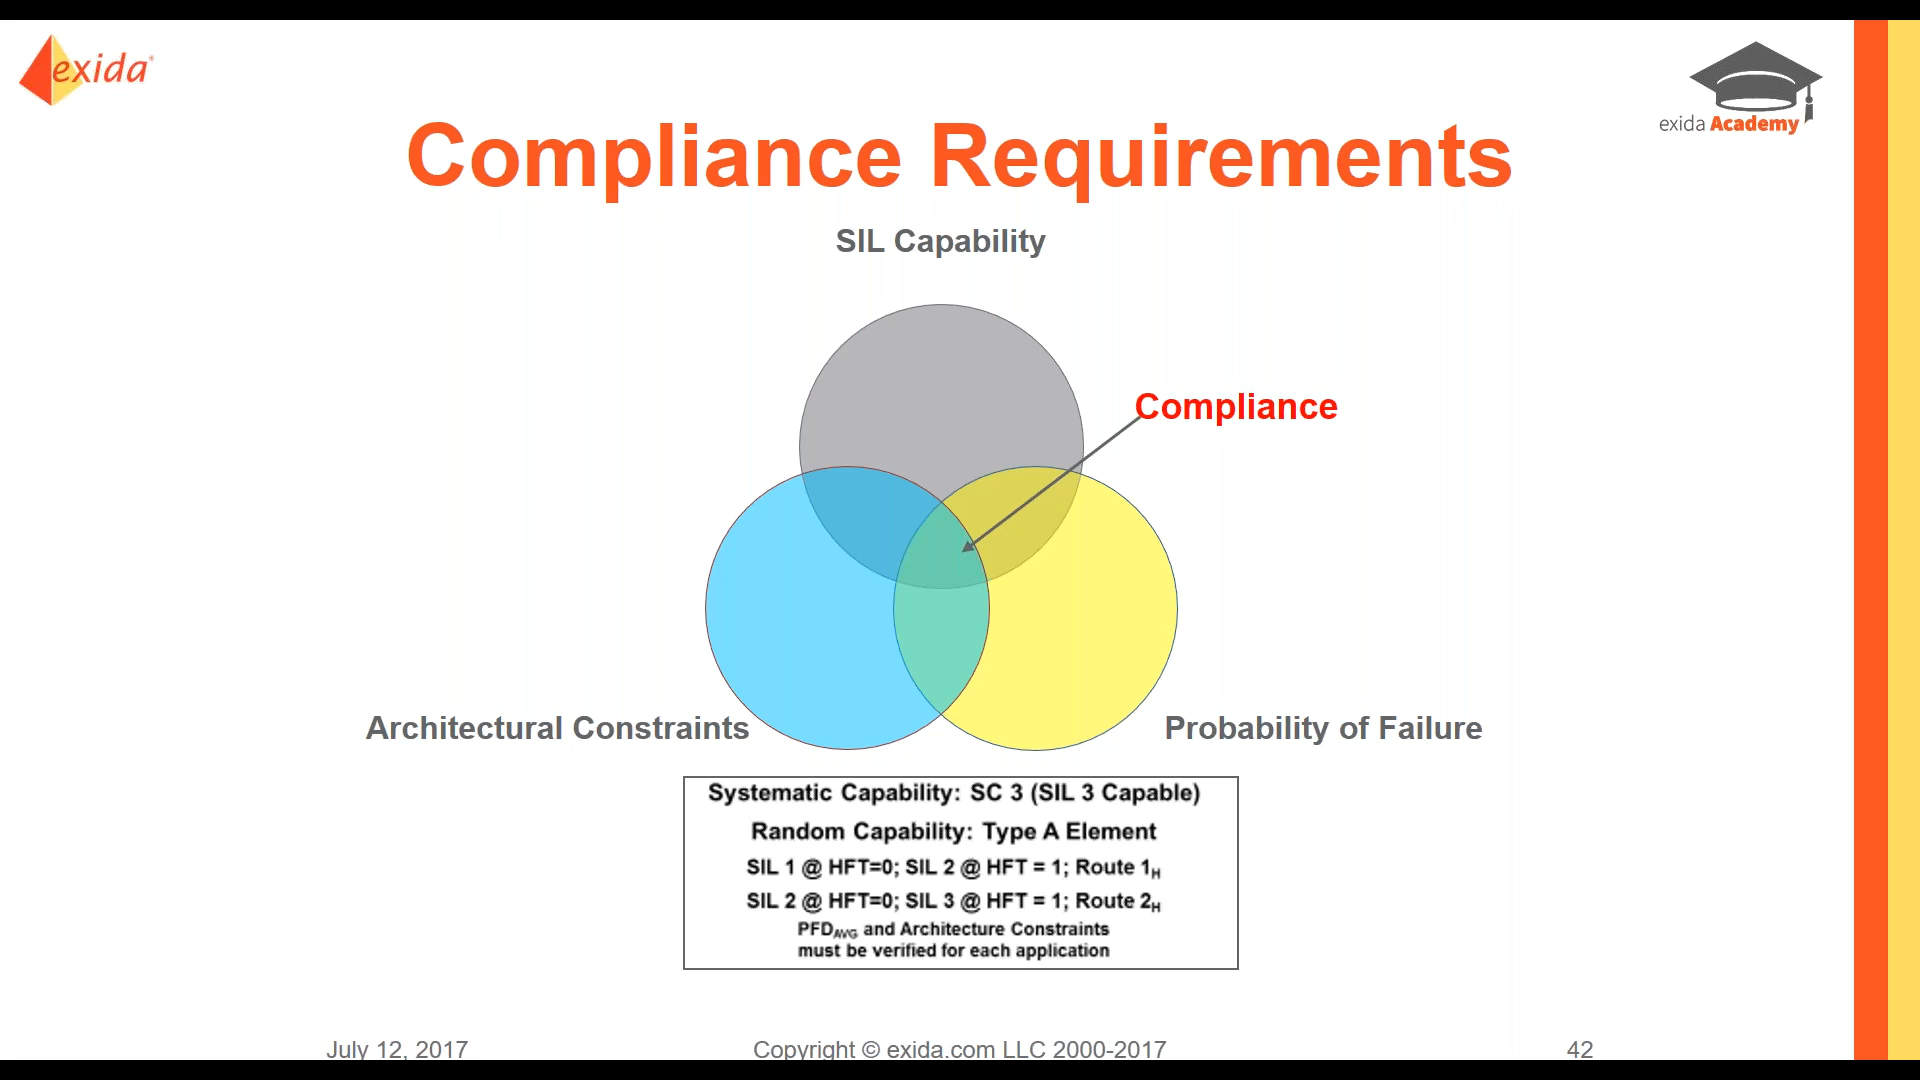 exida
exida Academy
Compliance Requirements
SIL Capability
Compliance
Architectural Constraints
Probability of Failure
Systematic Capability: SC 3 (SIL 3 Capable)
Random Capability: Type A Element
SIL 1 @ HFT=0; SIL 2 @ HFT = 1; Route 1H
SIL 2 @ HFT=0; SIL 3 @ HFT = 1; Route 2H
PFDAVG and Architecture Constraints
must be verified for each application
July 12, 2017
Copyright © exida.com LLC 2000-2017
42